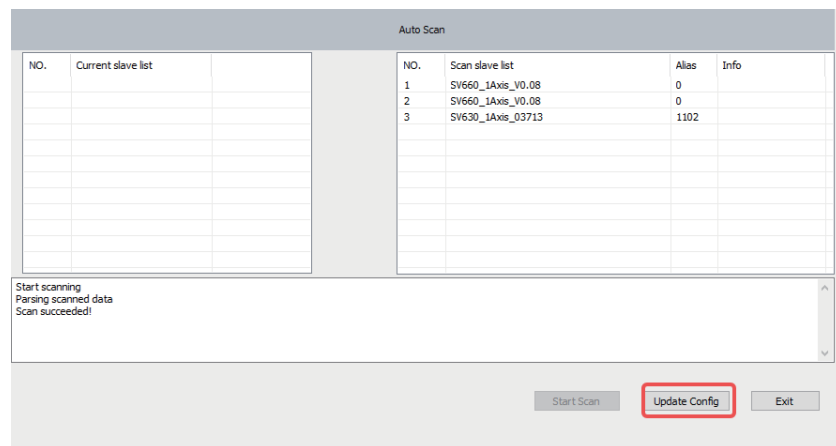 Auto Scan
NO. Current slave list
NO. Scan slave list Alias Info
1 SV660_1Axis_V0.08 0
2 SV660_1Axis_V0.08 0
3 SV630_1Axis_03713 1102
Start scanning
Parsing scanned data
Scan succeeded!
Start Scan Update Config Exit